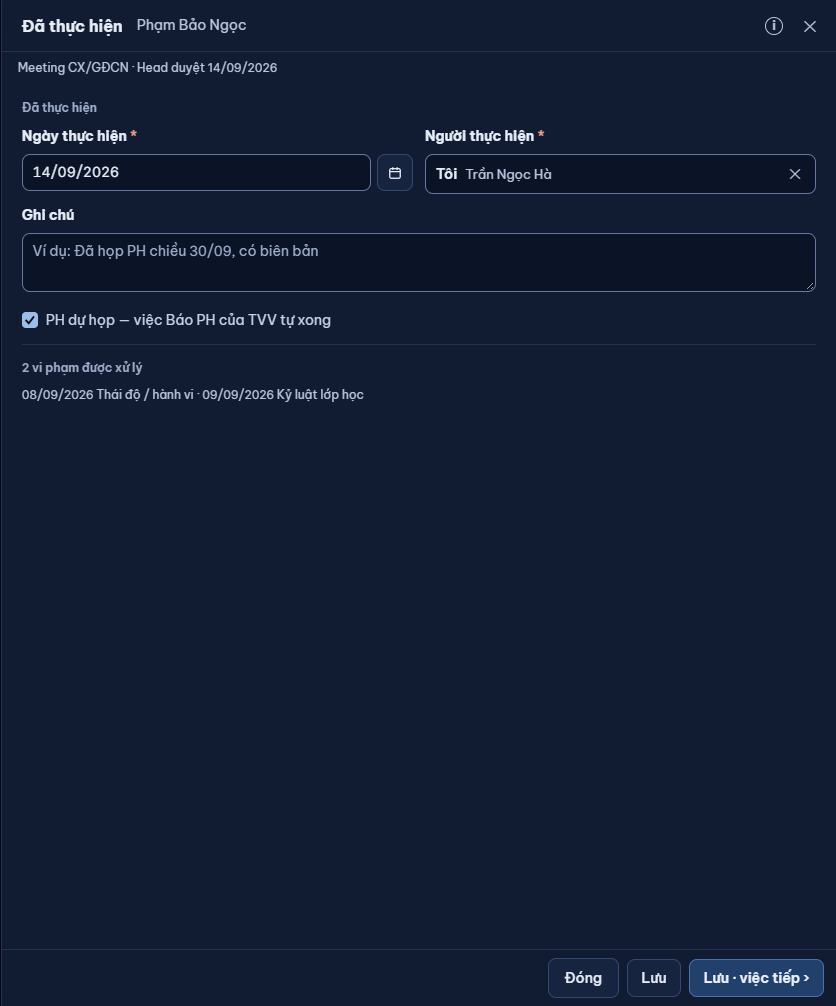 Đã thực hiện Phạm Bảo Ngọc
Meeting CX/GĐCN · Head duyệt 14/09/2026
Đã thực hiện
Ngày thực hiện * Người thực hiện *
14/09/2026 Tôi Trần Ngọc Hà
Ghi chú
Ví dụ: Đã họp PH chiều 30/09, có biên bản
PH dự họp — việc Báo PH của TVV tự xong
2 vi phạm được xử lý
08/09/2026 Thái độ / hành vi · 09/09/2026 Kỷ luật lớp học
Đóng Lưu Lưu · việc tiếp ›